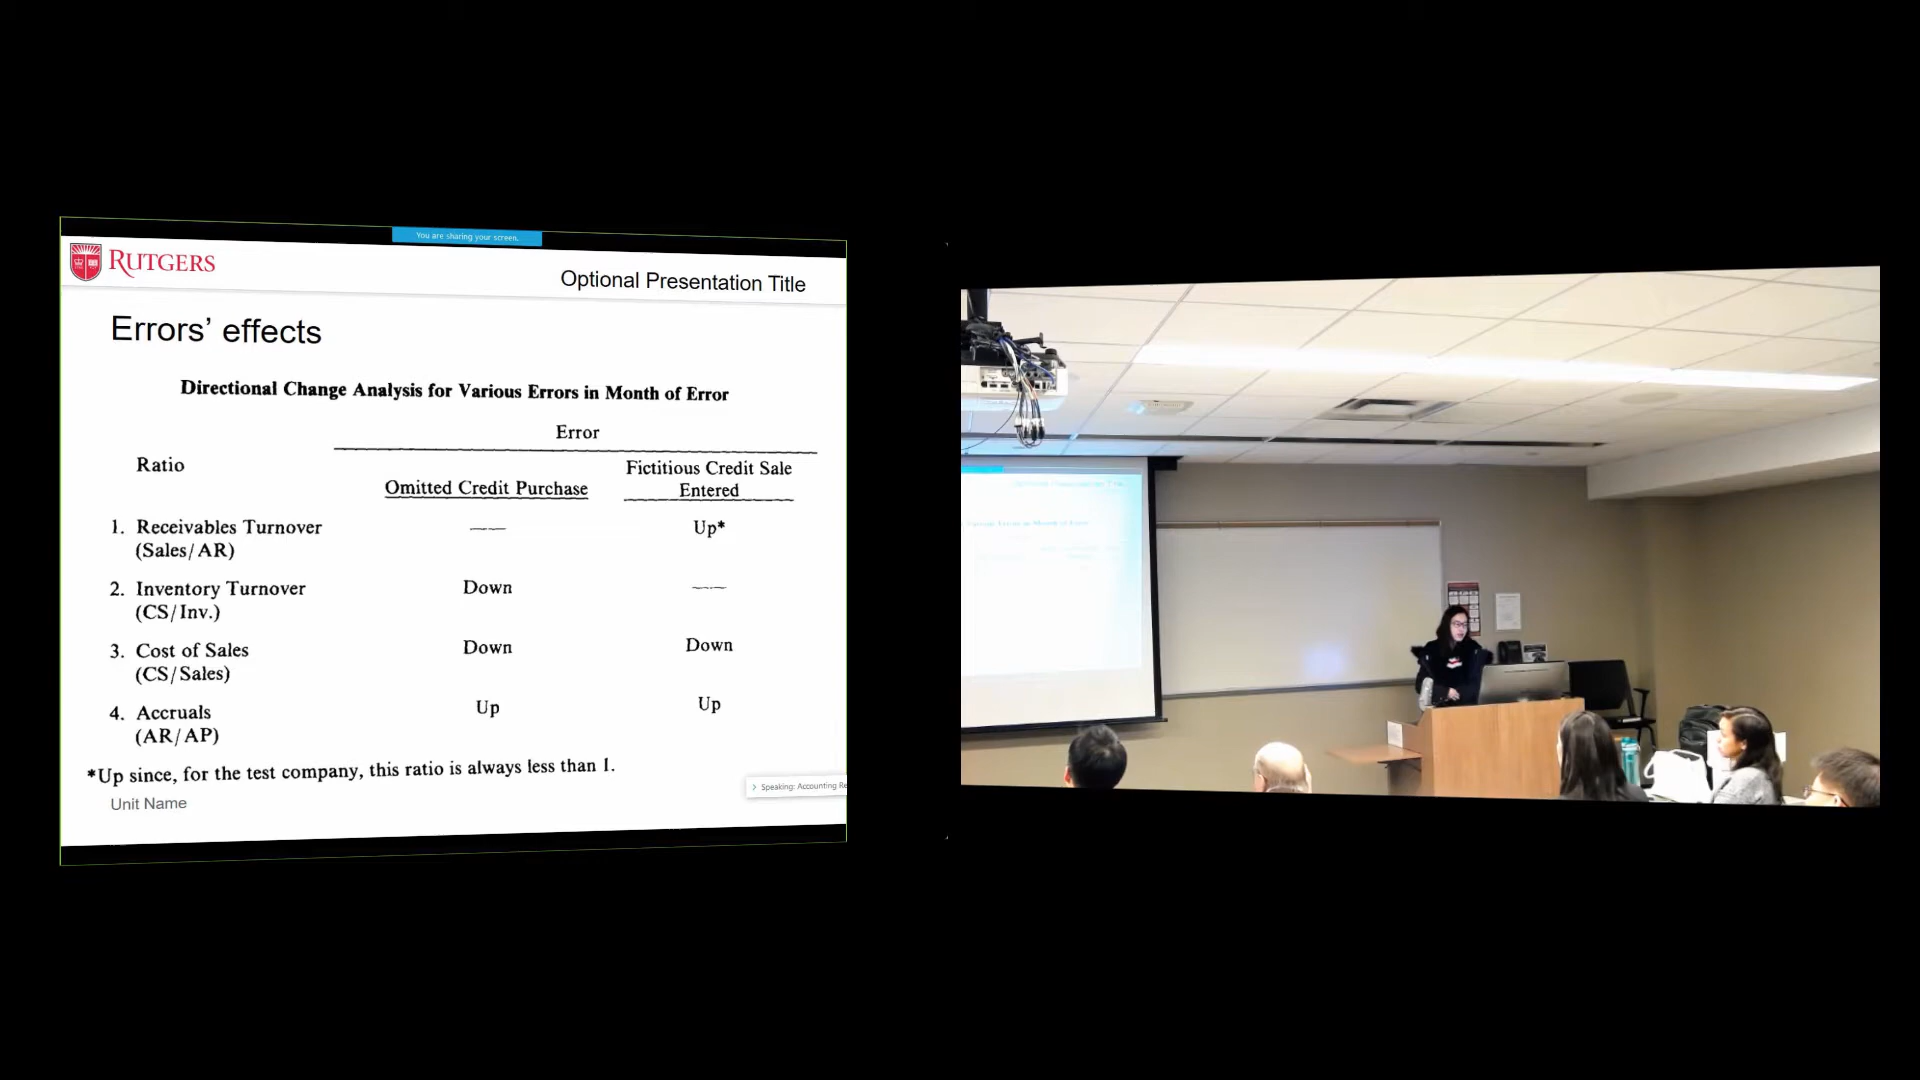 You are sharing your screen.
RUTGERS
Optional Presentation Title
Errors’ effects
Directional Change Analysis for Various Errors in Month of Error
Error
Ratio
Omitted Credit Purchase
Fictitious Credit Sale
Entered
1. Receivables Turnover —— Up*
(Sales/AR)
2. Inventory Turnover Down ——
(CS/Inv.)
3. Cost of Sales Down Down
(CS/Sales)
4. Accruals Up Up
(AR/AP)
*Up since, for the test company, this ratio is always less than 1.
Speaking: Accounting Re
Unit Name